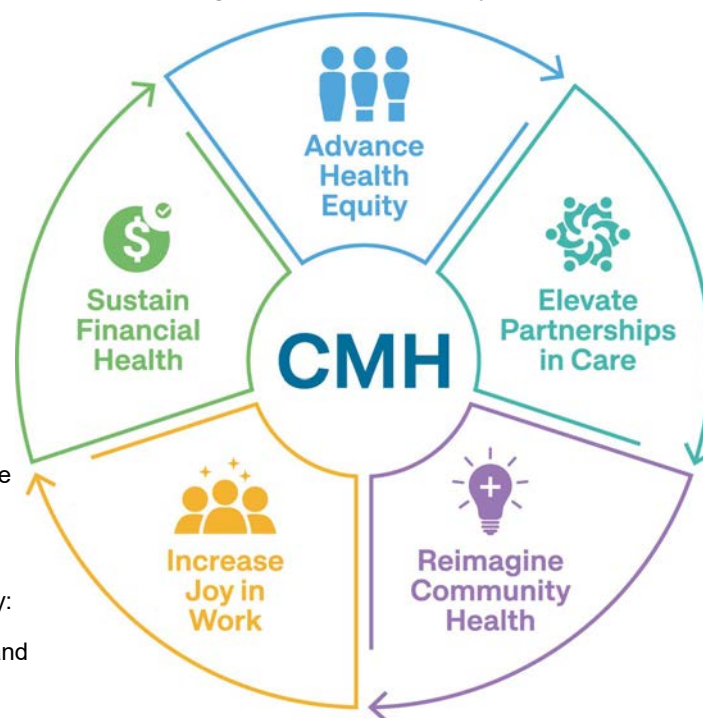 Advance
Health
Equity
Elevate
Partnerships
in Care
Reimagine
Community
Health
Increase
Joy in
Work
Sustain
Financial
Health
CMH